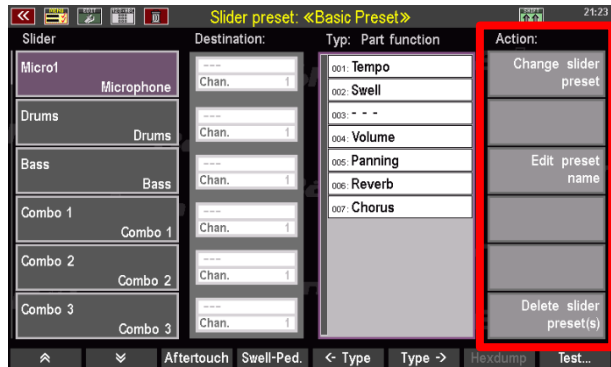 Slider preset: «Basic Preset»
21:23
Slider
Destination:
Typ: Part function
Action:
Micro1
Microphone
---
Chan. 1
Drums
Drums
---
Chan. 1
Bass
Bass
---
Chan. 1
Combo 1
Combo 1
---
Chan. 1
Combo 2
Combo 2
---
Chan. 1
Combo 3
Combo 3
---
Chan. 1
001: Tempo
002: Swell
003: - - -
004: Volume
005: Panning
006: Reverb
007: Chorus
Change slider
preset
Edit preset
name
Delete slider
preset(s)
Aftertouch
Swell-Ped.
<- Type
Type ->
Hexdump
Test...